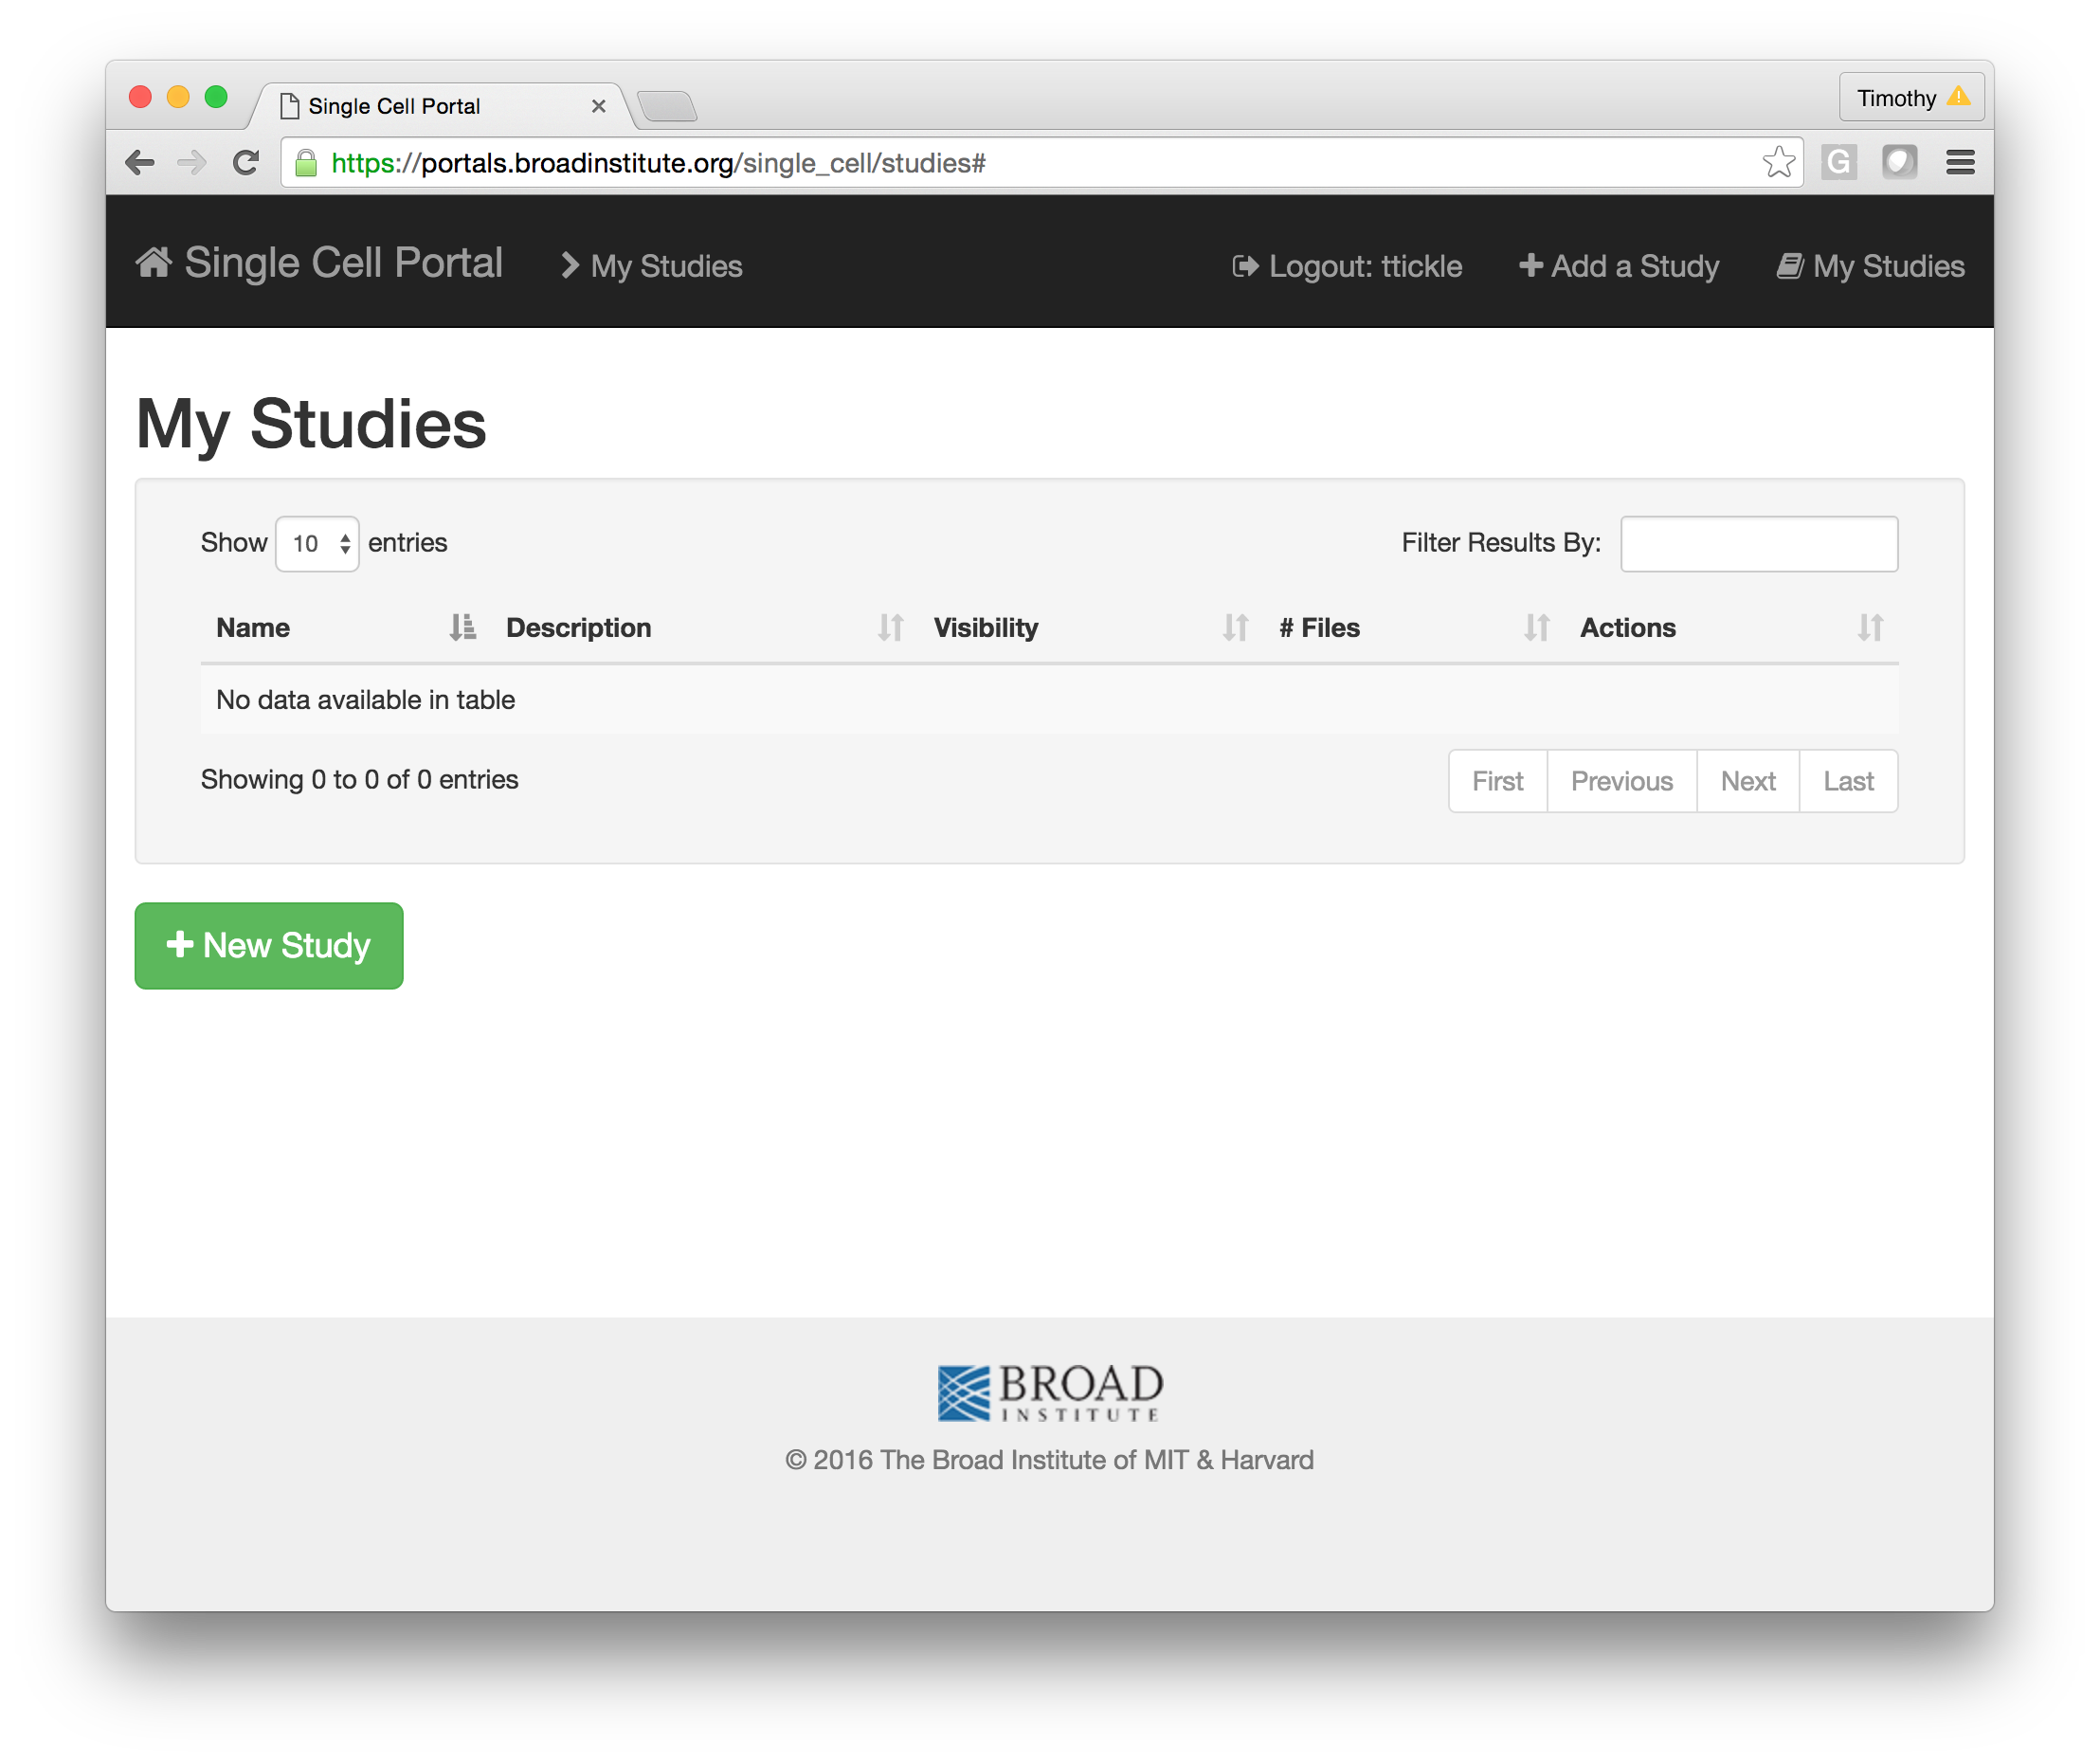 Single Cell Portal
Timothy
https://portals.broadinstitute.org/single_cell/studies#
G
Single Cell Portal
My Studies
Logout: ttickle
Add a Study
My Studies
My Studies
Show 10 entries
Filter Results By:
Name Description Visibility # Files Actions
No data available in table
Showing 0 to 0 of 0 entries
First Previous Next Last
New Study
BROAD
INSTITUTE
© 2016 The Broad Institute of MIT & Harvard